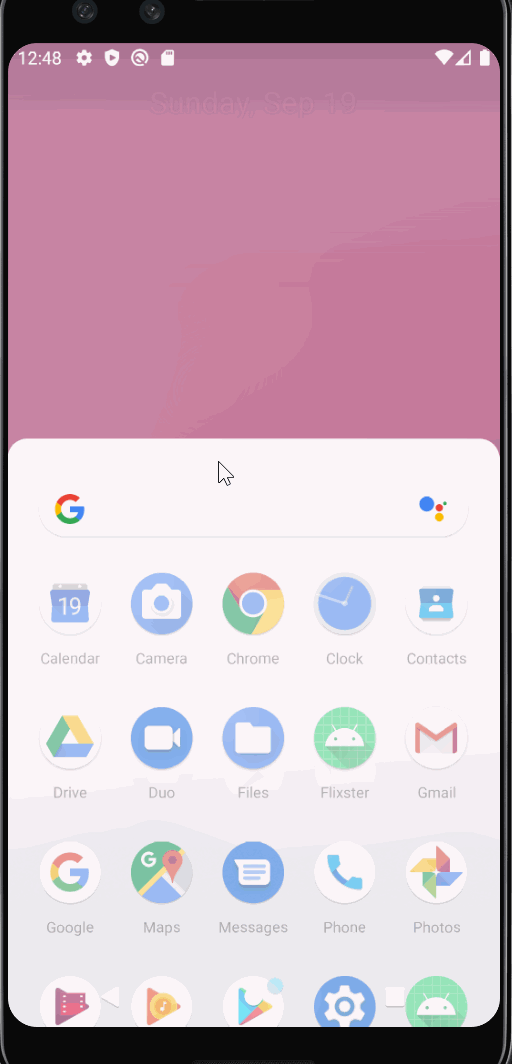 12:48
Sunday, Sep 19
19
Calendar Camera Chrome Clock Contacts
Drive Duo Files Flixster Gmail
Google Maps Messages Phone Photos